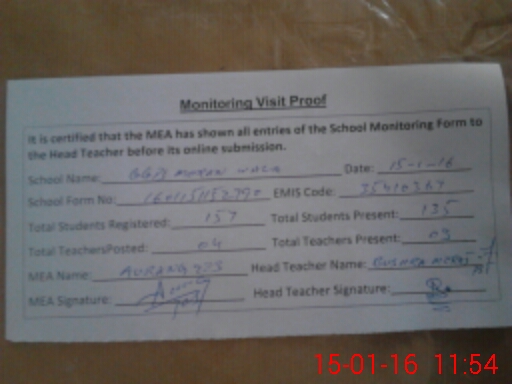 Monitoring Visit Proof
It is certified that the MEA has shown all entries of the School Monitoring Form to
the Head Teacher before its online submission.
School Name: Date: 15-1-16
School Form No: EMIS Code:
Total Students Registered: 157 Total Students Present: 135
Total TeachersPosted: 04 Total Teachers Present:
MEA Name: Head Teacher Name: BUSHRA
MEA Signature: Head Teacher Signature:
15-01-16 11:54